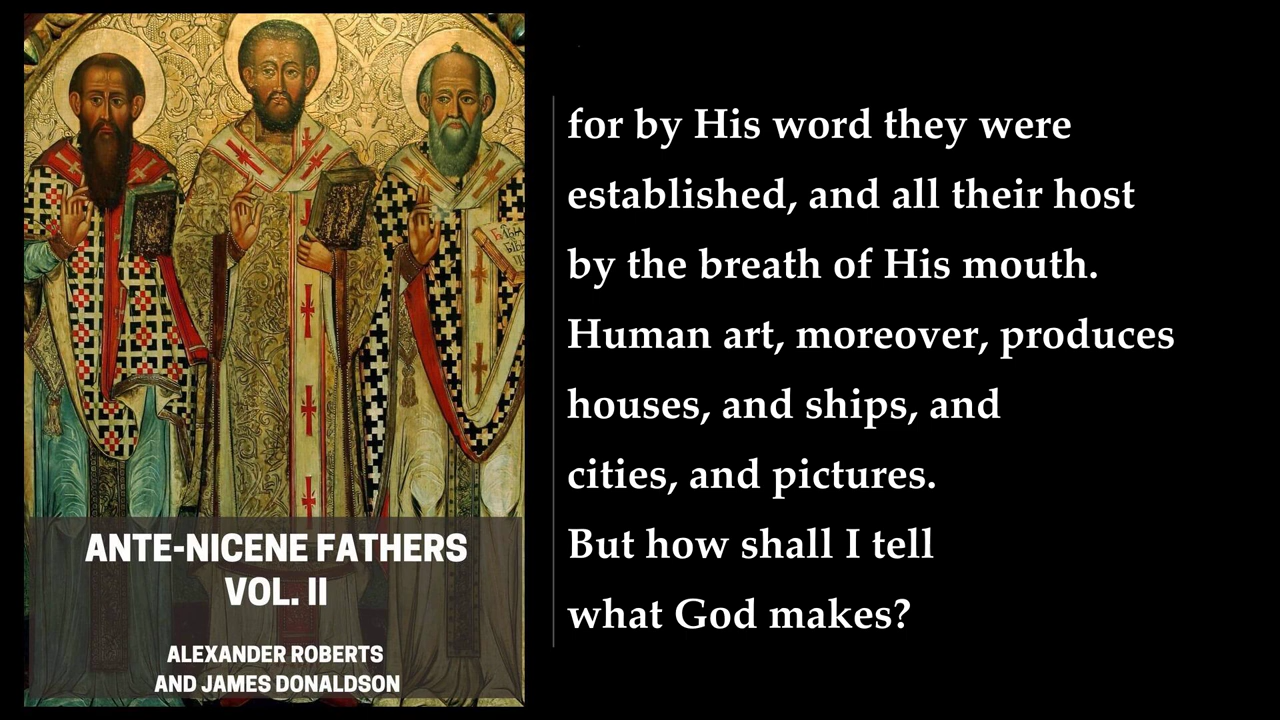 ANTE-NICENE FATHERS
VOL. II
ALEXANDER ROBERTS
AND JAMES DONALDSON
for by His word they were
established, and all their host
by the breath of His mouth.
Human art, moreover, produces
houses, and ships, and
cities, and pictures.
But how shall I tell
what God makes?